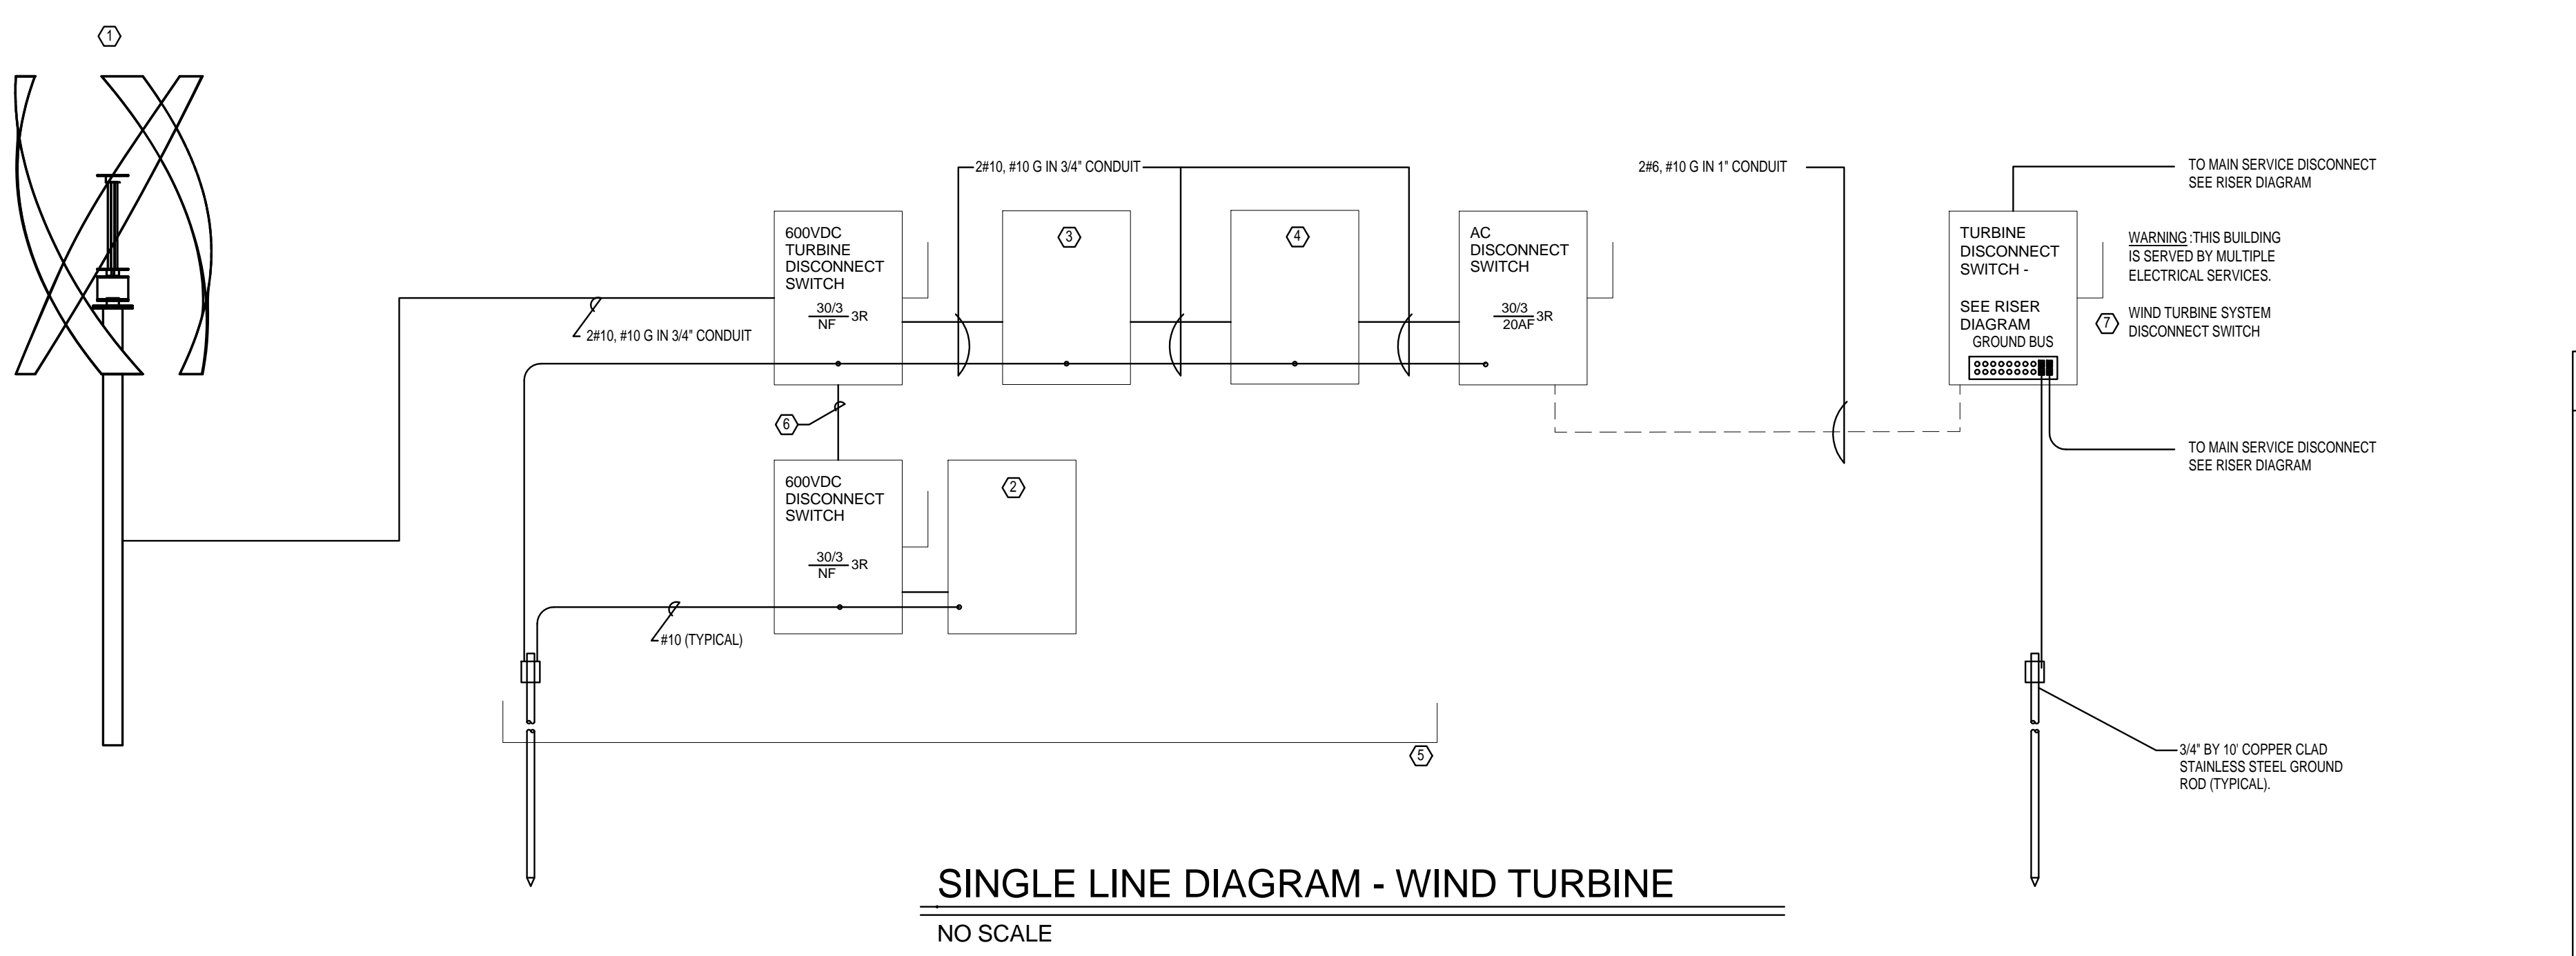 1
2#10, #10 G IN 3/4" CONDUIT
2#6, #10 G IN 1" CONDUIT
TO MAIN SERVICE DISCONNECT
SEE RISER DIAGRAM
600VDC
TURBINE
DISCONNECT
SWITCH
30/3
NF
3R
3
4
AC
DISCONNECT
SWITCH
30/3
20AF
3R
TURBINE
DISCONNECT
SWITCH -
SEE RISER
DIAGRAM
GROUND BUS
WARNING :THIS BUILDING
IS SERVED BY MULTIPLE
ELECTRICAL SERVICES.
7
WIND TURBINE SYSTEM
DISCONNECT SWITCH
2#10, #10 G IN 3/4" CONDUIT
6
TO MAIN SERVICE DISCONNECT
SEE RISER DIAGRAM
600VDC
DISCONNECT
SWITCH
30/3
NF
3R
2
#10 (TYPICAL)
5
3/4" BY 10' COPPER CLAD
STAINLESS STEEL GROUND
ROD (TYPICAL).
SINGLE LINE DIAGRAM - WIND TURBINE
NO SCALE